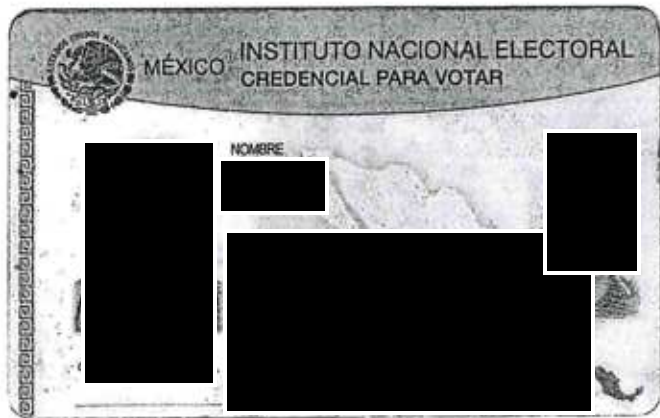 MÉXICO
INSTITUTO NACIONAL ELECTORAL
CREDENCIAL PARA VOTAR
NOMBRE